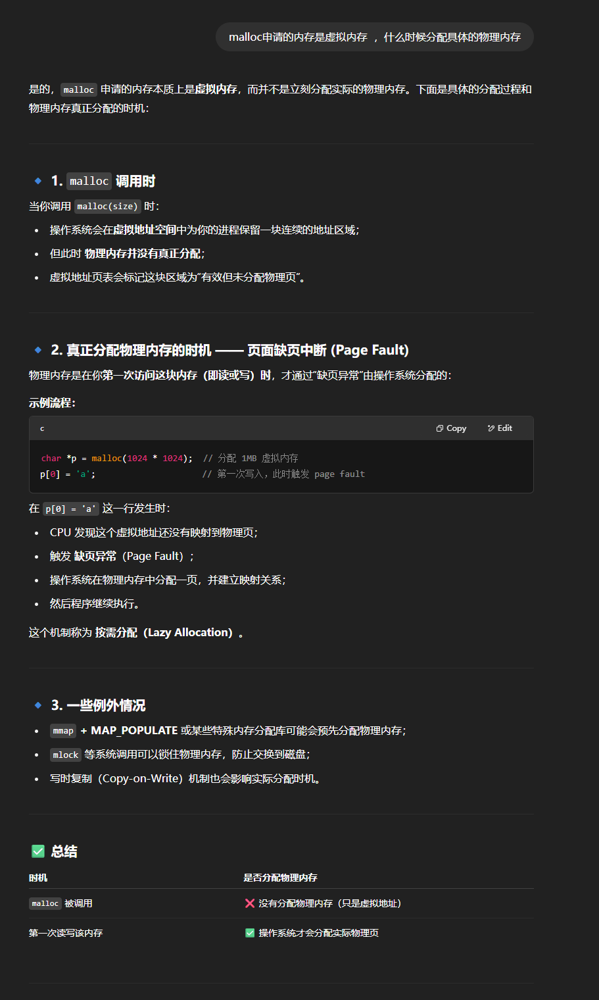 malloc申请的内存是虚拟内存 ，什么时候分配具体的物理内存
是的，malloc 申请的内存本质上是虚拟内存，而并不是立刻分配实际的物理内存。下面是具体的分配过程和
物理内存真正分配的时机：
1. malloc 调用时
当你调用 malloc(size) 时：
• 操作系统会在虚拟地址空间中为你的进程保留一块连续的地址区域；
• 但此时 物理内存并没有真正分配；
• 虚拟地址页表会标记这块区域为“有效但未分配物理页”。
2. 真正分配物理内存的时机 —— 页面缺页中断 (Page Fault)
物理内存是在你第一次访问这块内存（即读或写）时，才通过“缺页异常”由操作系统分配的：
示例流程：
c Copy Edit
char *p = malloc(1024 * 1024);  // 分配 1MB 虚拟内存
p[0] = 'a';                    // 第一次写入，此时触发 page fault
在 p[0] = 'a' 这一行发生时：
• CPU 发现这个虚拟地址还没有映射到物理页；
• 触发 缺页异常（Page Fault）；
• 操作系统在物理内存中分配一页，并建立映射关系；
• 然后程序继续执行。
这个机制称为 按需分配（Lazy Allocation）。
3. 一些例外情况
• mmap + MAP_POPULATE 或某些特殊内存分配库可能会预先分配物理内存；
• mlock 等系统调用可以锁住物理内存，防止交换到磁盘；
• 写时复制（Copy-on-Write）机制也会影响实际分配时机。
✅ 总结
时机 是否分配物理内存
malloc 被调用 ❌ 没有分配物理内存（只是虚拟地址）
第一次读写该内存 ✅ 操作系统才会分配实际物理页